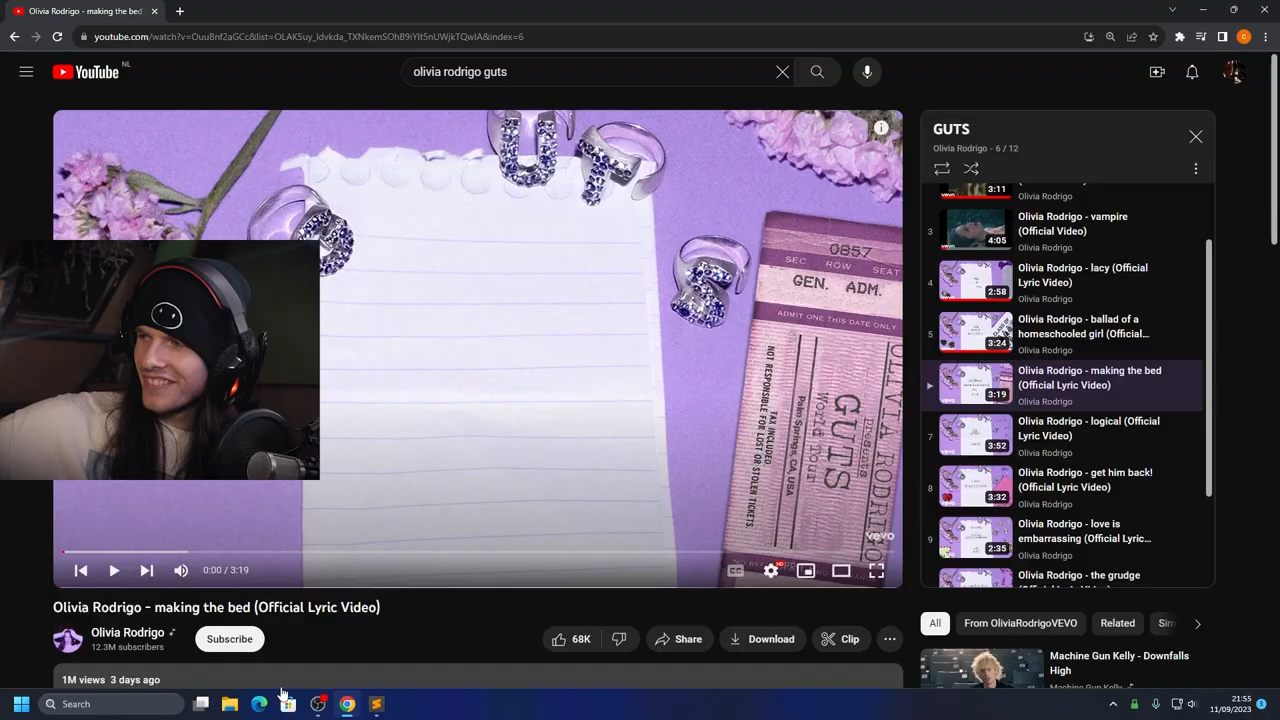 Olivia Rodrigo - making the bed
youtube.com/watch?v=OuuBnf2aGCc&list=OLAK5uy_ldvkda_TXNkemSOhB9iYlt5nUWjkTQwIA&index=6
YouTube NL
olivia rodrigo guts
GUTS
Olivia Rodrigo - 6 / 12
3:11
Olivia Rodrigo
3
Olivia Rodrigo - vampire
(Official Video)
4:05
Olivia Rodrigo
4
Olivia Rodrigo - lacy (Official
Lyric Video)
2:58
Olivia Rodrigo
5
Olivia Rodrigo - ballad of a
homeschooled girl (Official...
3:24
Olivia Rodrigo
Olivia Rodrigo - making the bed
(Official Lyric Video)
3:19
Olivia Rodrigo
7
Olivia Rodrigo - logical (Official
Lyric Video)
3:52
Olivia Rodrigo
8
Olivia Rodrigo - get him back!
(Official Lyric Video)
3:32
Olivia Rodrigo
9
Olivia Rodrigo - love is
embarrassing (Official Lyric...
2:35
Olivia Rodrigo
Olivia Rodrigo - the grudge
U T
S
0857
SEC ROW SEAT
GEN. ADM.
ADMIT ONE THIS DATE ONLY
OLIVIA RODRIGO
presents
GUTS
World Tour
Palm Springs, CA USA
TAX INCLUDED
NOT RESPONSIBLE FOR LOST OR STOLEN TICKETS.
vevo
0:00 / 3:19
HD
Olivia Rodrigo - making the bed (Official Lyric Video)
Olivia Rodrigo
12.3M subscribers
Subscribe
68K
Share
Download
Clip
1M views 3 days ago
All
From OliviaRodrigoVEVO
Related
Sim
Machine Gun Kelly - Downfalls
High
Machine Gun Kelly
Search
21:55
11/09/2023
3